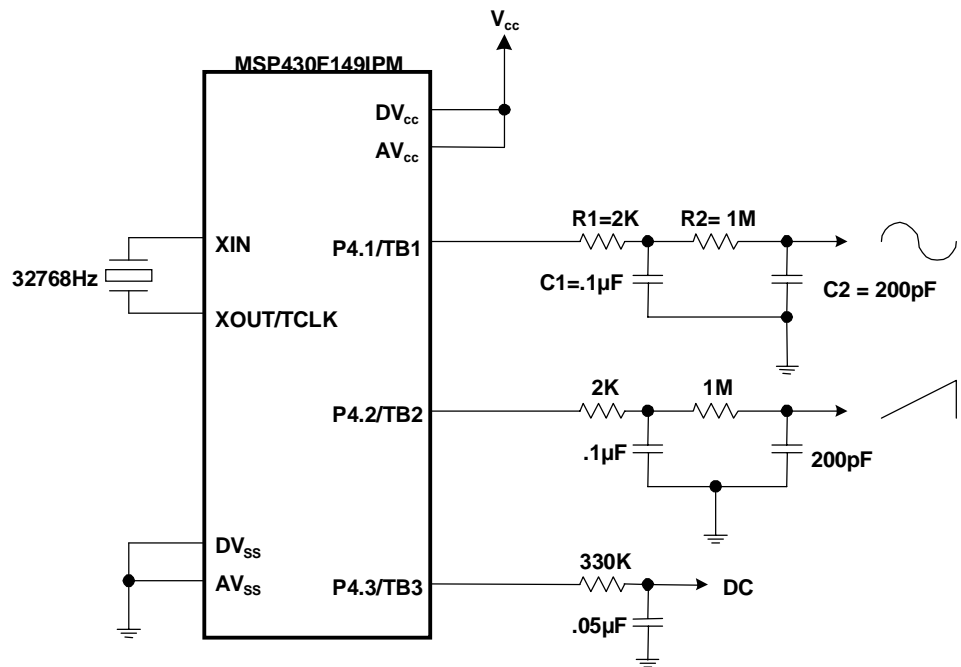 Vcc
MSP430F149IPM
DVcc
AVcc
R1=2K
R2= 1M
XIN
P4.1/TB1
32768Hz
C1=.1µF
C2 = 200pF
XOUT/TCLK
2K
1M
P4.2/TB2
.1µF
200pF
DVSS
330K
AVSS
P4.3/TB3
DC
.05µF